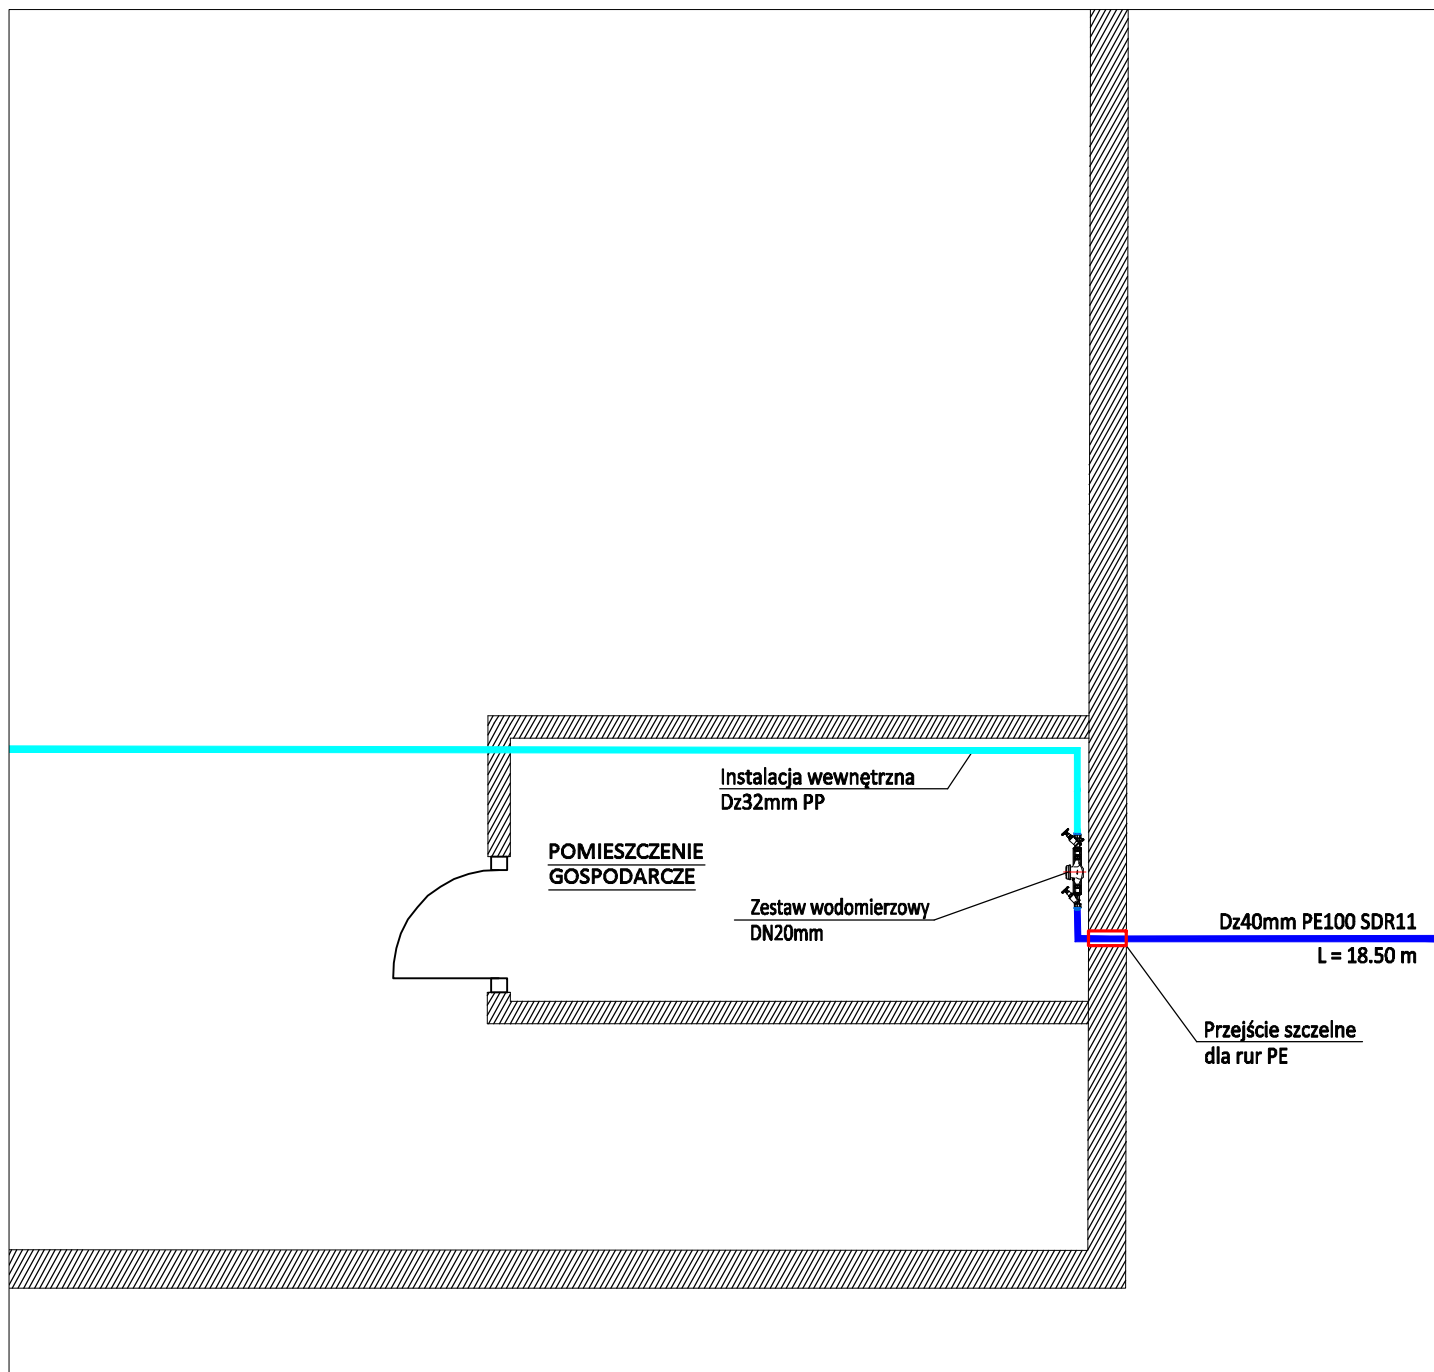 Instalacja wewnętrzna
Dz32mm PP
POMIESZCZENIE
GOSPODARCZE
Zestaw wodomierzowy
DN20mm
Dz40mm PE100 SDR11
L = 18.50 m
Przejście szczelne
dla rur PE